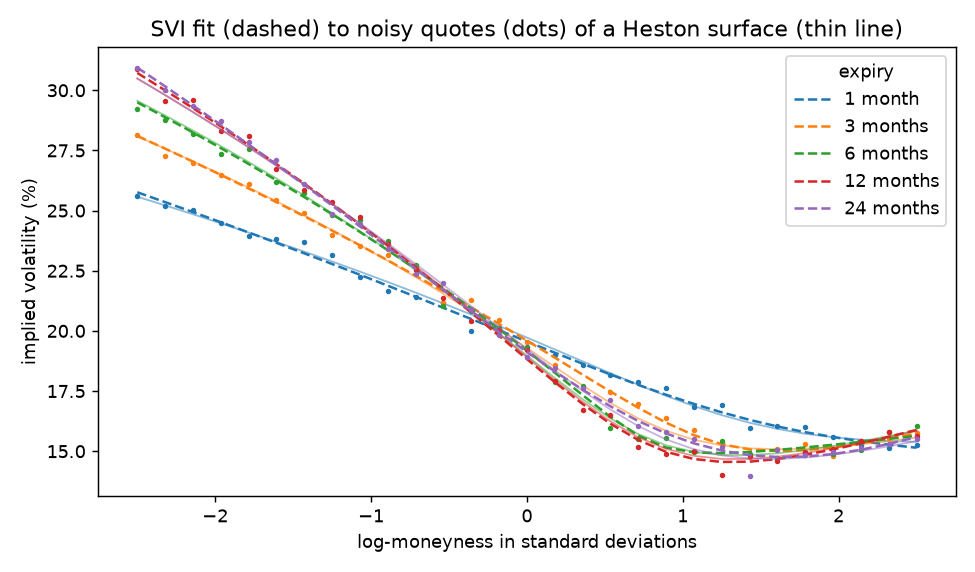 SVI fit (dashed) to noisy quotes (dots) of a Heston surface (thin line)
implied volatility (%)
30.0
27.5
25.0
22.5
20.0
17.5
15.0
expiry
1 month
3 months
6 months
12 months
24 months
−2
−1
0
1
2
log-moneyness in standard deviations